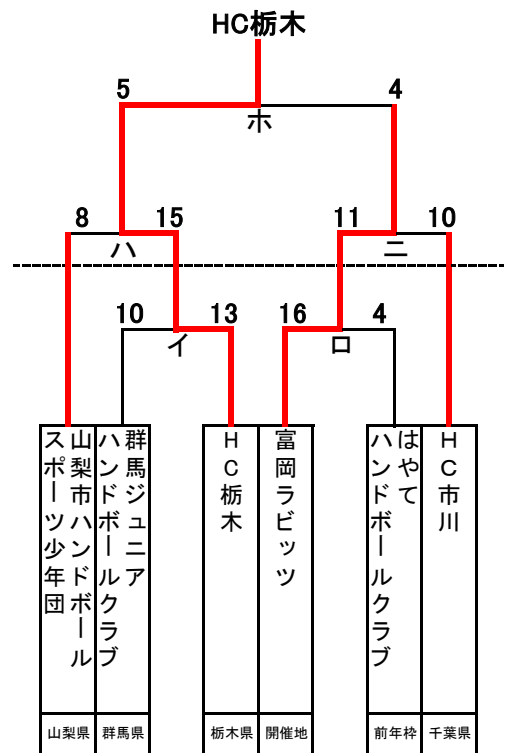 HC栃木
5
4
ホ
8
15
11
10
ハ
ニ
10
13
16
4
イ
ロ
山梨市ハンドボール
スポーツ少年団
群馬ジュニア
ハンドボールクラブ
HC栃木
富岡ラビッツ
はやて
ハンドボールクラブ
HC市川
山梨県
群馬県
栃木県
開催地
前年枠
千葉県